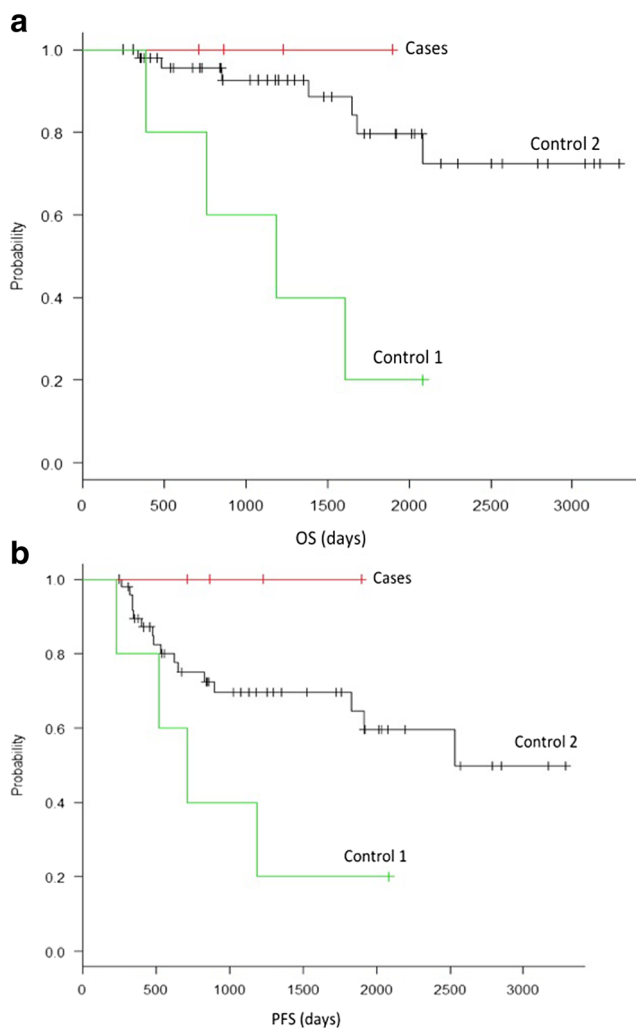 a
1.0
0.8
0.6
0.4
0.2
0.0
Probability
Cases
Control 2
Control 1
0 500 1000 1500 2000 2500 3000
OS (days)
b
1.0
0.8
0.6
0.4
0.2
0.0
Probability
Cases
Control 2
Control 1
0 500 1000 1500 2000 2500 3000
PFS (days)